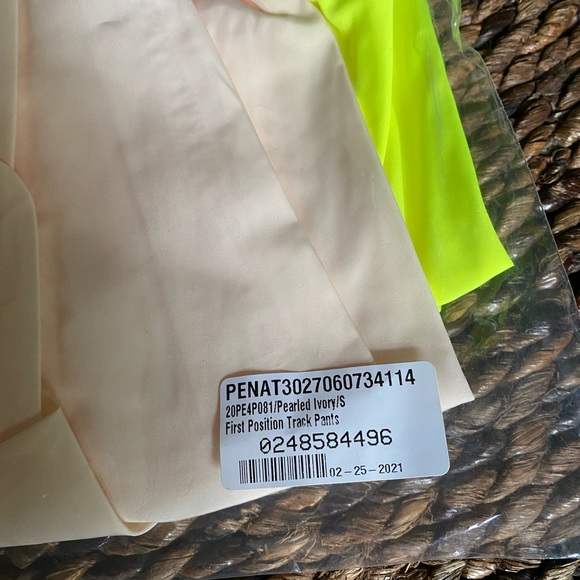 PENAT3027060734114
20PE4P081/Pearled Ivory/S
First Position Track Pants
0248584496
02-25-2021